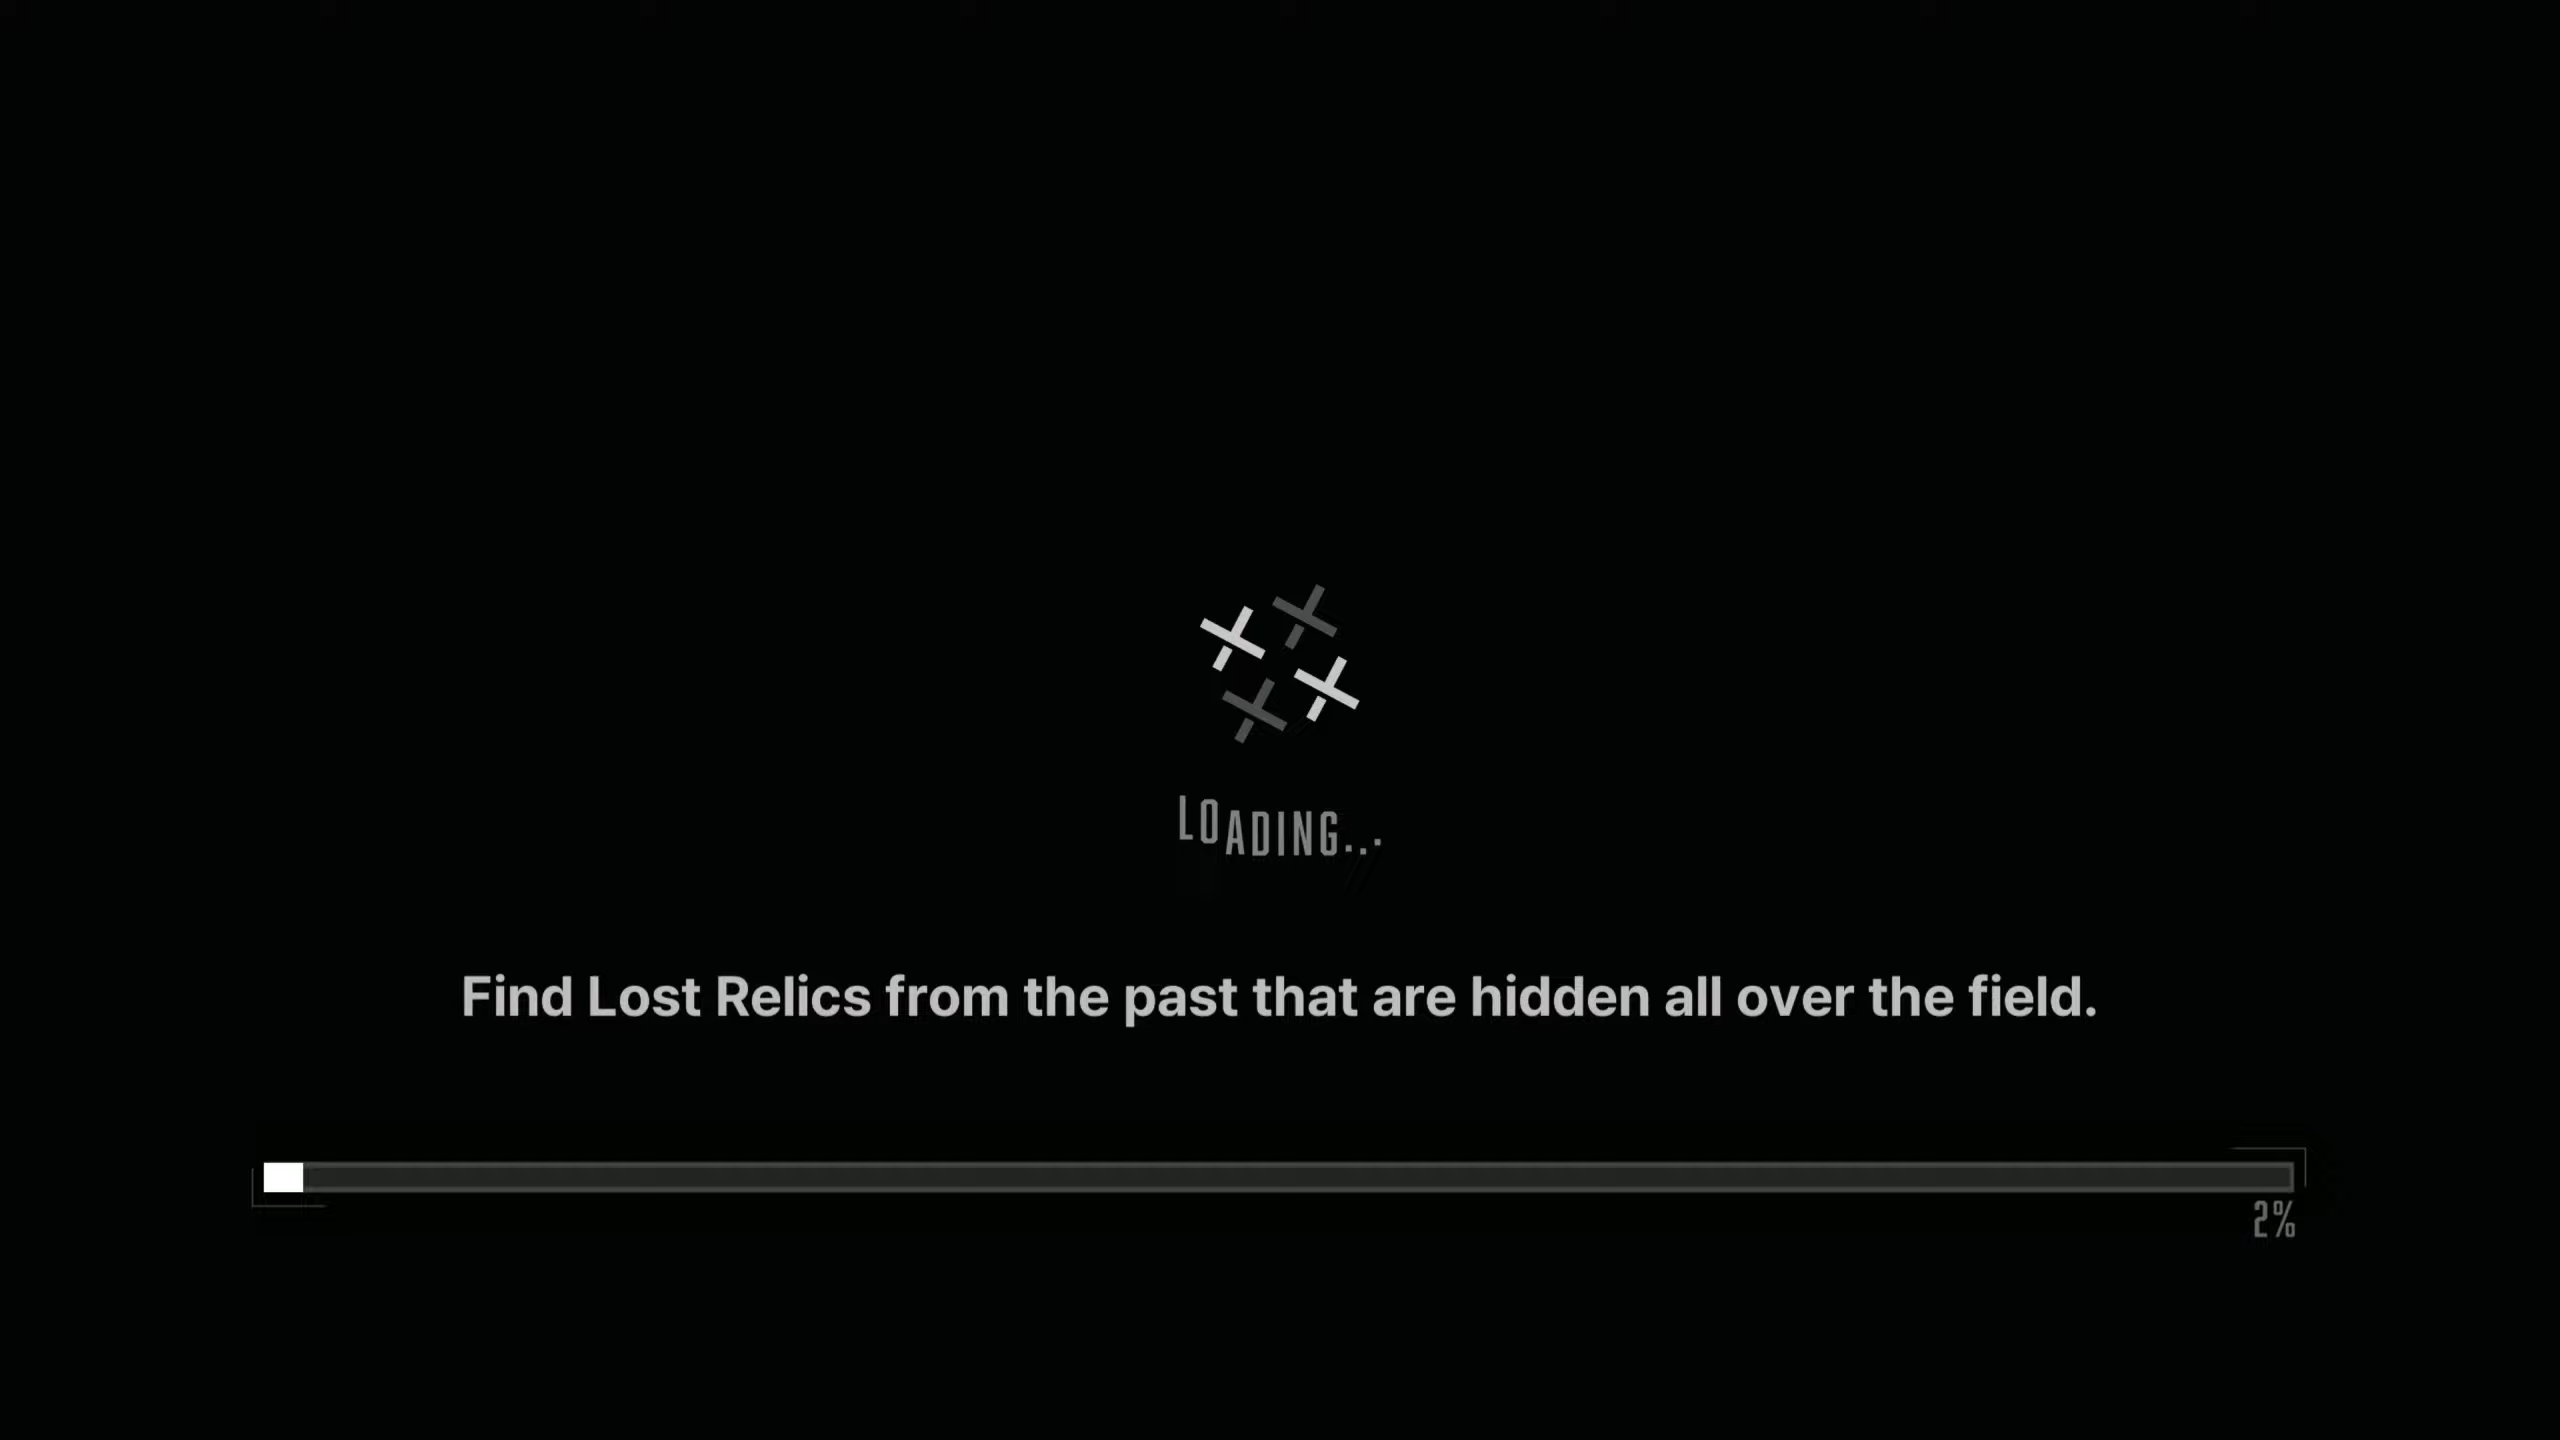 LOADING...
Find Lost Relics from the past that are hidden all over the field.
2%